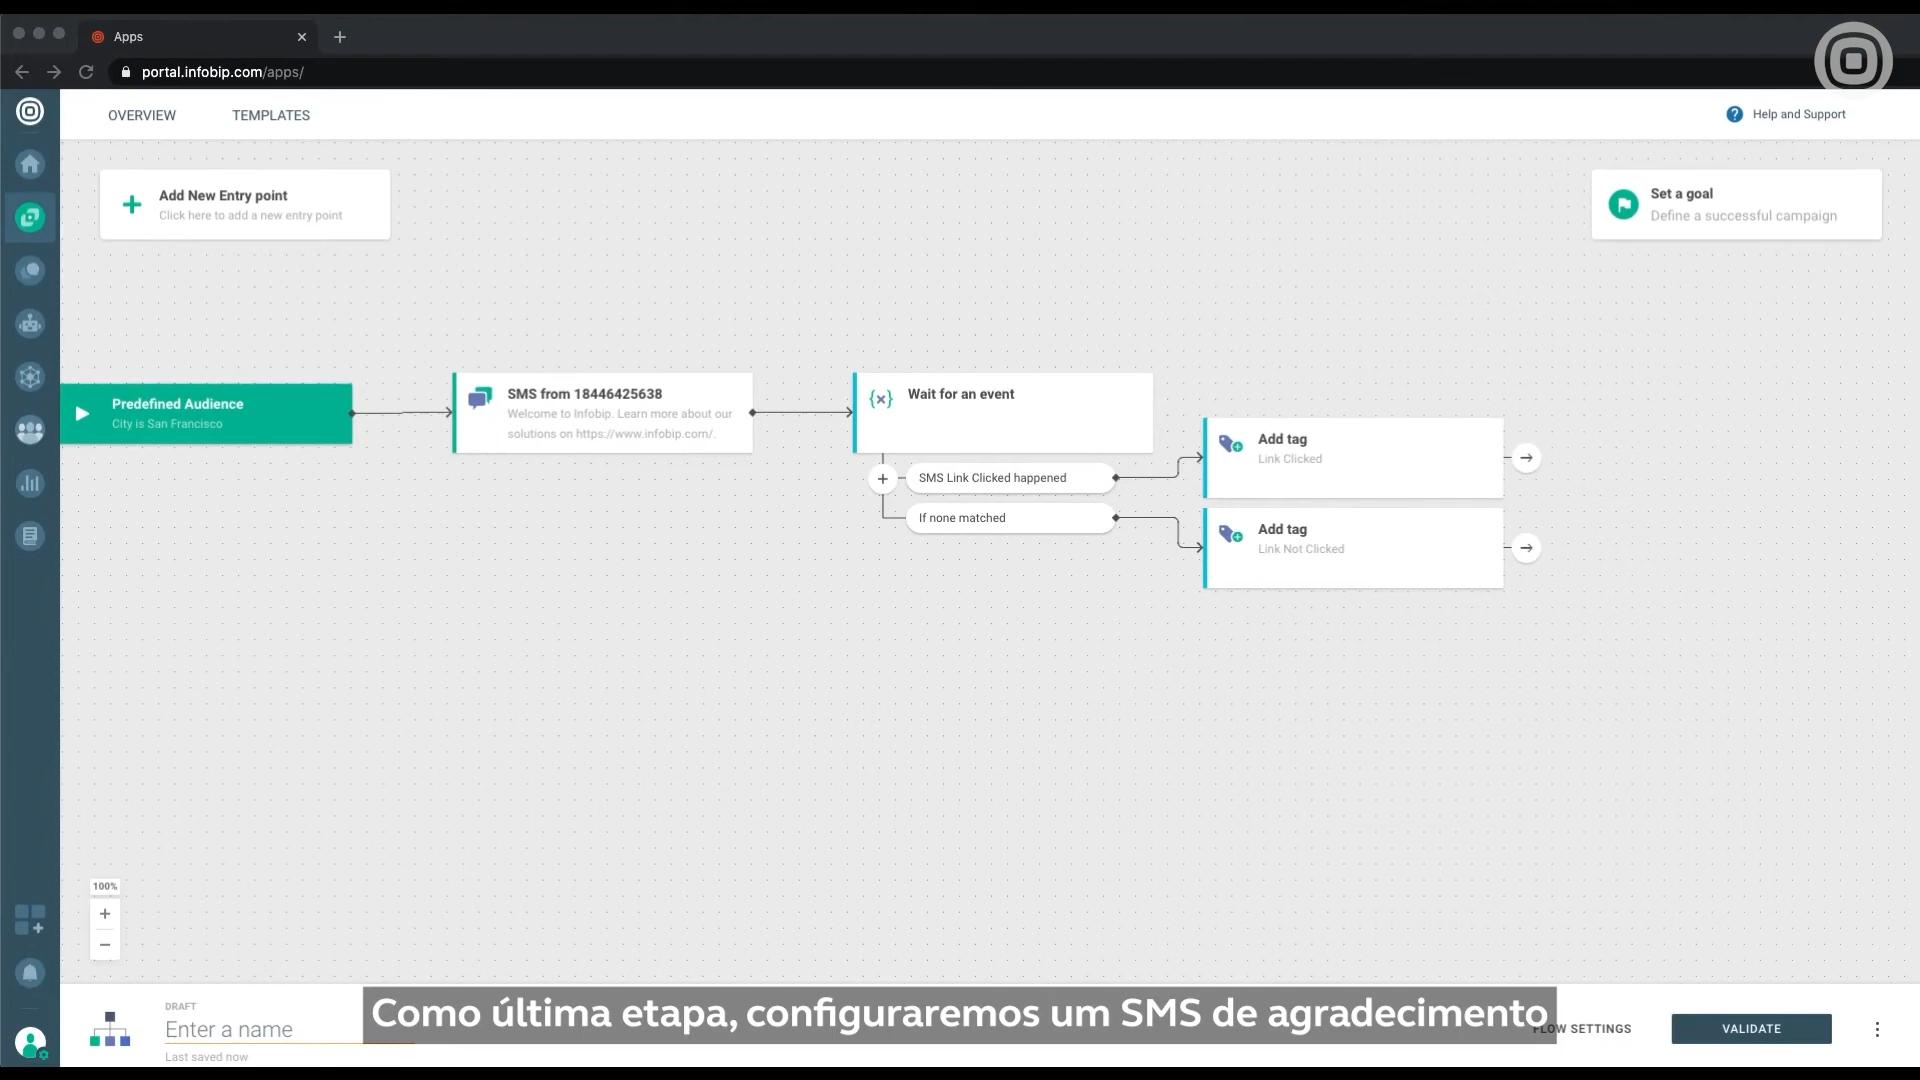 Apps
portal.infobip.com/apps/
OVERVIEW
TEMPLATES
Help and Support
Add New Entry point
Click here to add a new entry point
Set a goal
Define a successful campaign
Predefined Audience
City is San Francisco
SMS from 18446425638
Welcome to Infobip. Learn more about our
solutions on https://www.infobip.com/.
Wait for an event
SMS Link Clicked happened
If none matched
Add tag
Link Clicked
Add tag
Link Not Clicked
100%
DRAFT
Enter a name
Last saved now
Como última etapa, configuraremos um SMS de agradecimento
FLOW SETTINGS
VALIDATE